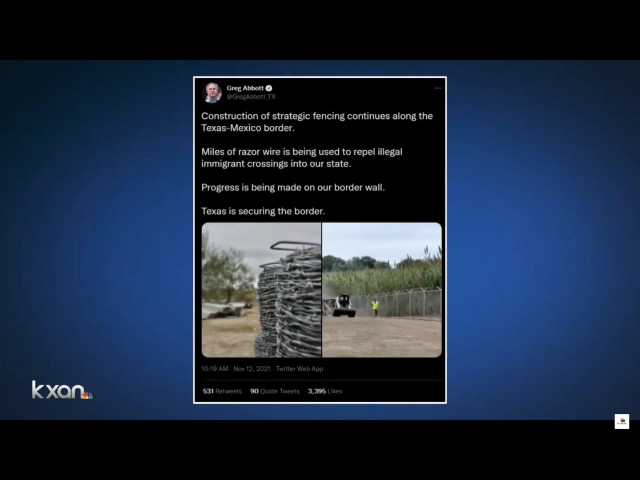 Greg Abbott
@GregAbbott_TX
Construction of strategic fencing continues along the
Texas-Mexico border.
Miles of razor wire is being used to repel illegal
immigrant crossings into our state.
Progress is being made on our border wall.
Texas is securing the border.
10:19 AM · Nov 12, 2021 · Twitter Web App
531 Retweets 90 Quote Tweets 3,395 Likes
kxan